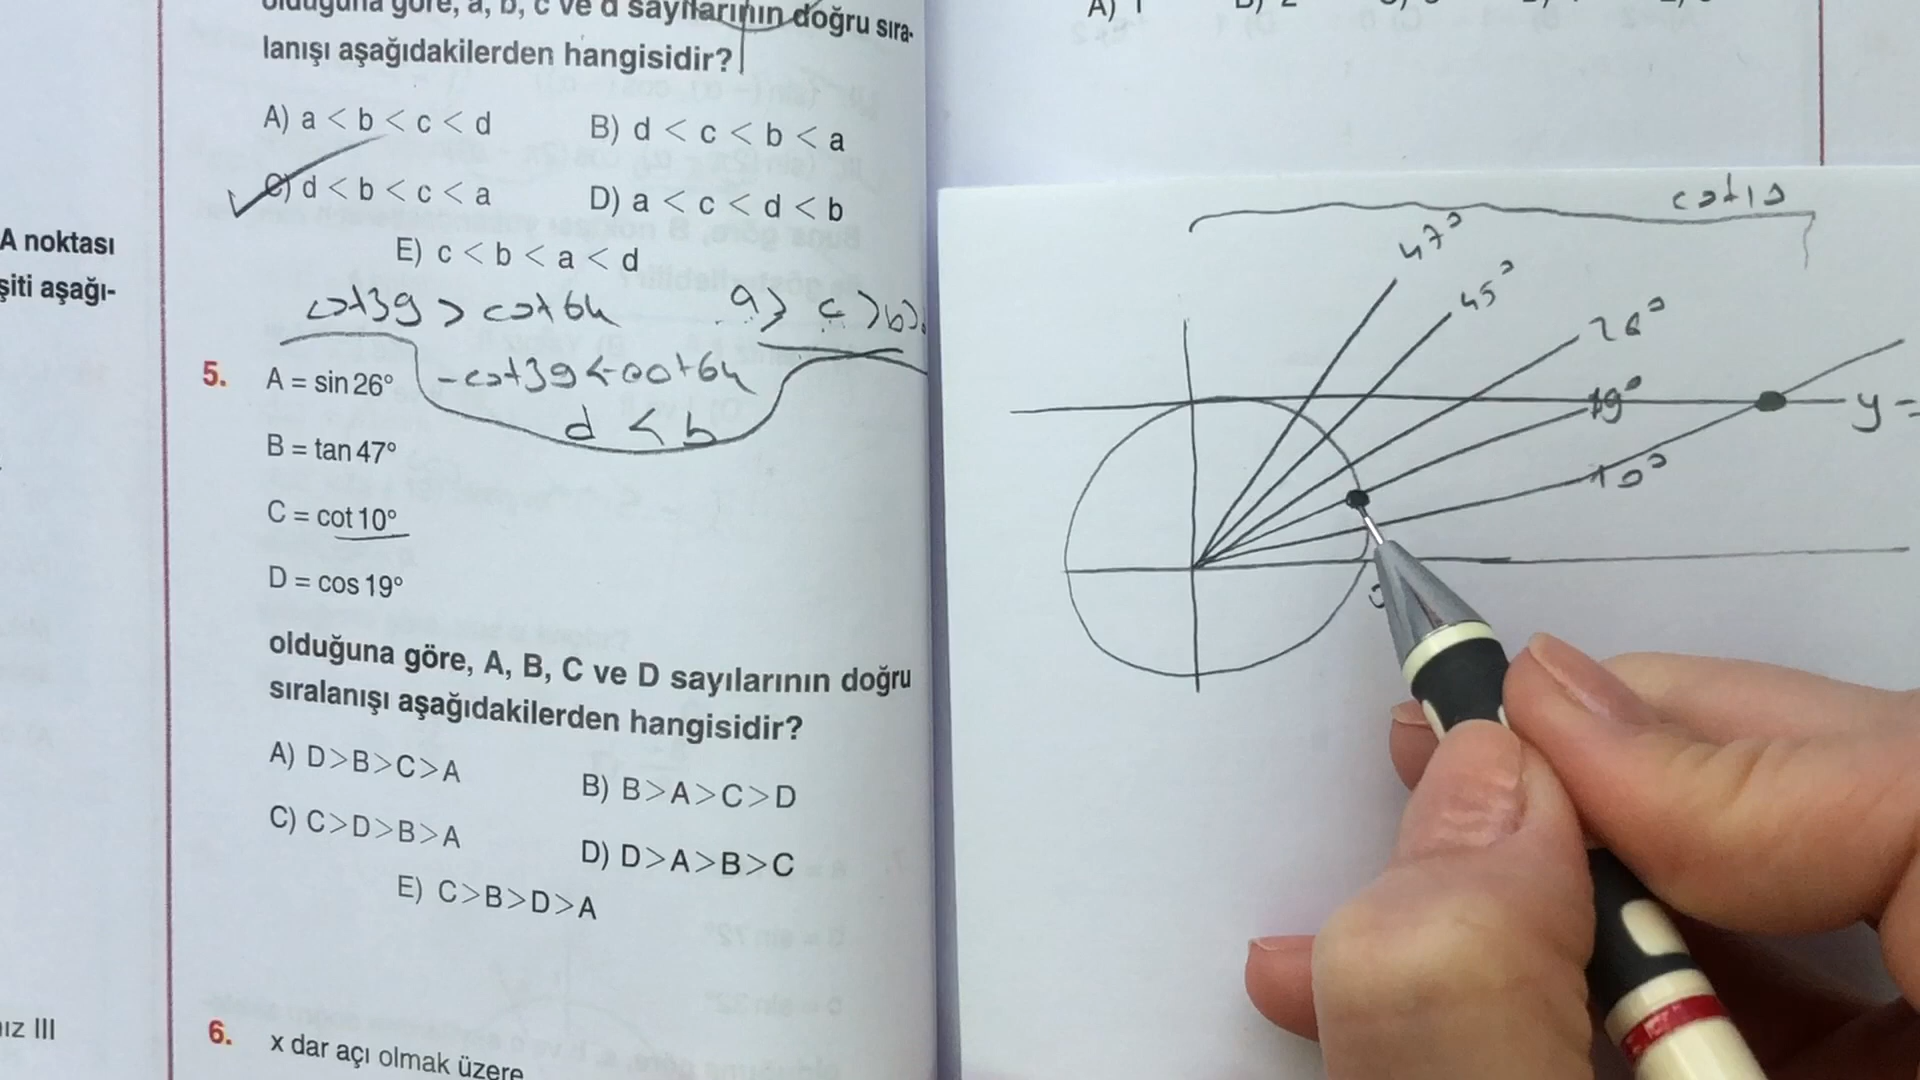 olduğuna göre, a, b, c ve d sayılarının doğru sıra-
lanışı aşağıdakilerden hangisidir?
A) a < b < c < d
B) d < c < b < a
C) d < b < c < a
D) a < c < d < b
E) c < b < a < d
cot39 > cot64
a > c > b >
-cot39 < -cot64
d < b
5.
A = sin 26°
B = tan 47°
C = cot 10°
D = cos 19°
olduğuna göre, A, B, C ve D sayılarının doğru
sıralanışı aşağıdakilerden hangisidir?
A) D>B>C>A
B) B>A>C>D
C) C>D>B>A
D) D>A>B>C
E) C>B>D>A
6.
x dar açı olmak üzere
A noktası
şiti aşağı-
ız III
A) 1
cot10
47°
45°
26°
19°
10°
y =